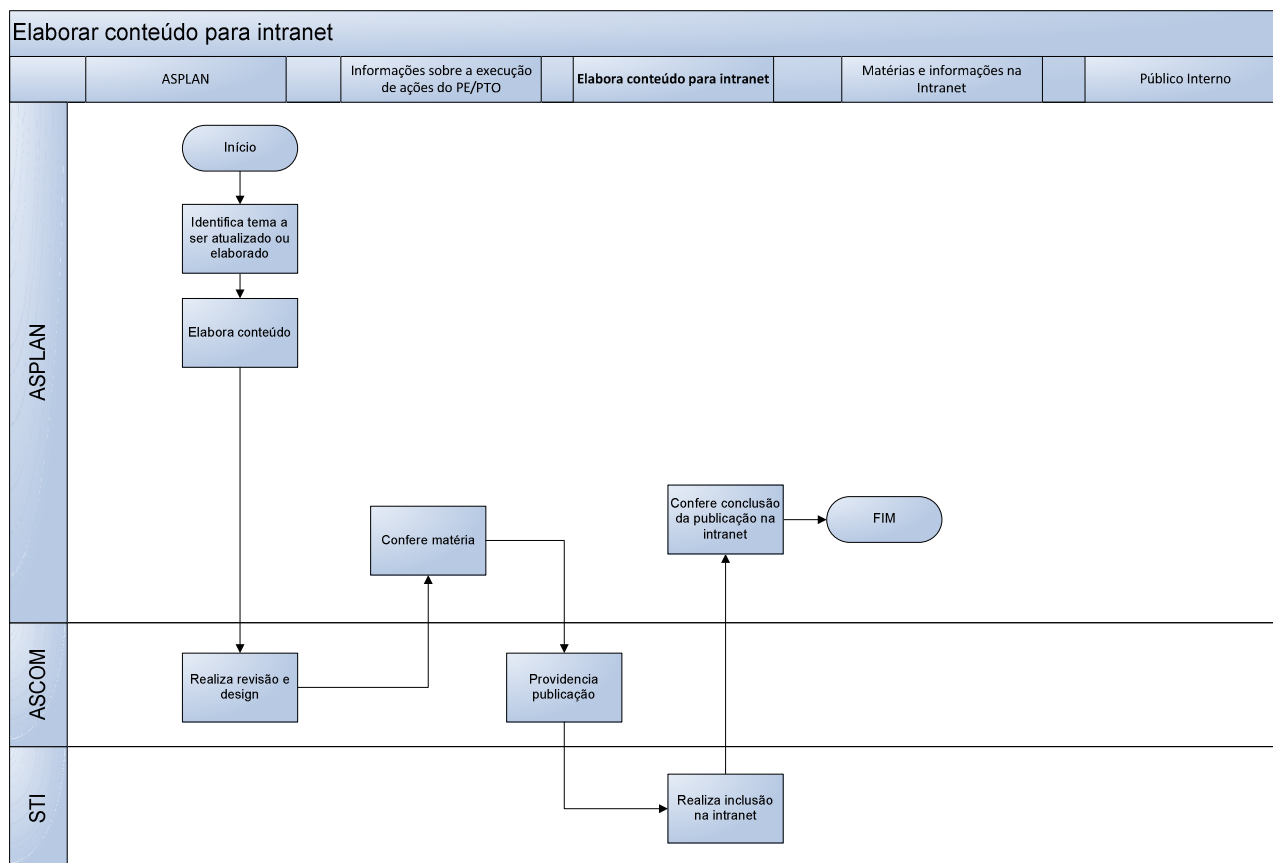 Elaborar conteúdo para intranet
ASPLAN
Informações sobre a execução
de ações do PE/PTO
Elabora conteúdo para intranet
Matérias e informações na
Intranet
Público Interno
ASPLAN
Início
Identifica tema a
ser atualizado ou
elaborado
Elabora conteúdo
Confere matéria
Confere conclusão
da publicação na
intranet
FIM
ASCOM
Realiza revisão e
design
Providencia
publicação
STI
Realiza inclusão
na intranet